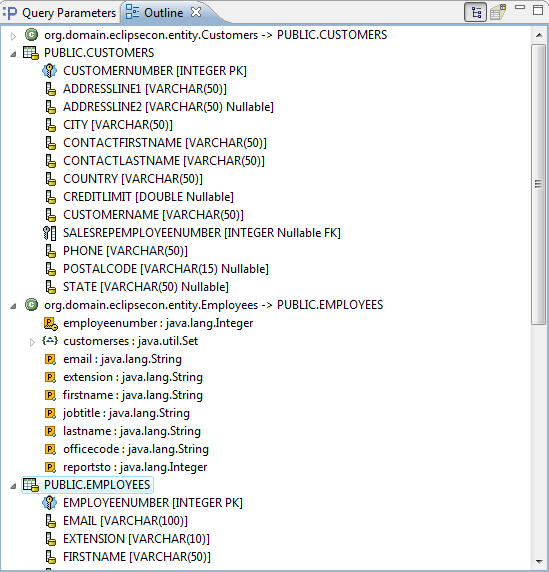 Query Parameters Outline
org.domain.eclipsecon.entity.Customers -> PUBLIC.CUSTOMERS
PUBLIC.CUSTOMERS
CUSTOMERNUMBER [INTEGER PK]
ADDRESSLINE1 [VARCHAR(50)]
ADDRESSLINE2 [VARCHAR(50) Nullable]
CITY [VARCHAR(50)]
CONTACTFIRSTNAME [VARCHAR(50)]
CONTACTLASTNAME [VARCHAR(50)]
COUNTRY [VARCHAR(50)]
CREDITLIMIT [DOUBLE Nullable]
CUSTOMERNAME [VARCHAR(50)]
SALESREPEMPLOYEENUMBER [INTEGER Nullable FK]
PHONE [VARCHAR(50)]
POSTALCODE [VARCHAR(15) Nullable]
STATE [VARCHAR(50) Nullable]
org.domain.eclipsecon.entity.Employees -> PUBLIC.EMPLOYEES
employeenumber : java.lang.Integer
customerses : java.util.Set
email : java.lang.String
extension : java.lang.String
firstname : java.lang.String
jobtitle : java.lang.String
lastname : java.lang.String
officecode : java.lang.String
reportsto : java.lang.Integer
PUBLIC.EMPLOYEES
EMPLOYEENUMBER [INTEGER PK]
EMAIL [VARCHAR(100)]
EXTENSION [VARCHAR(10)]
FIRSTNAME [VARCHAR(50)]